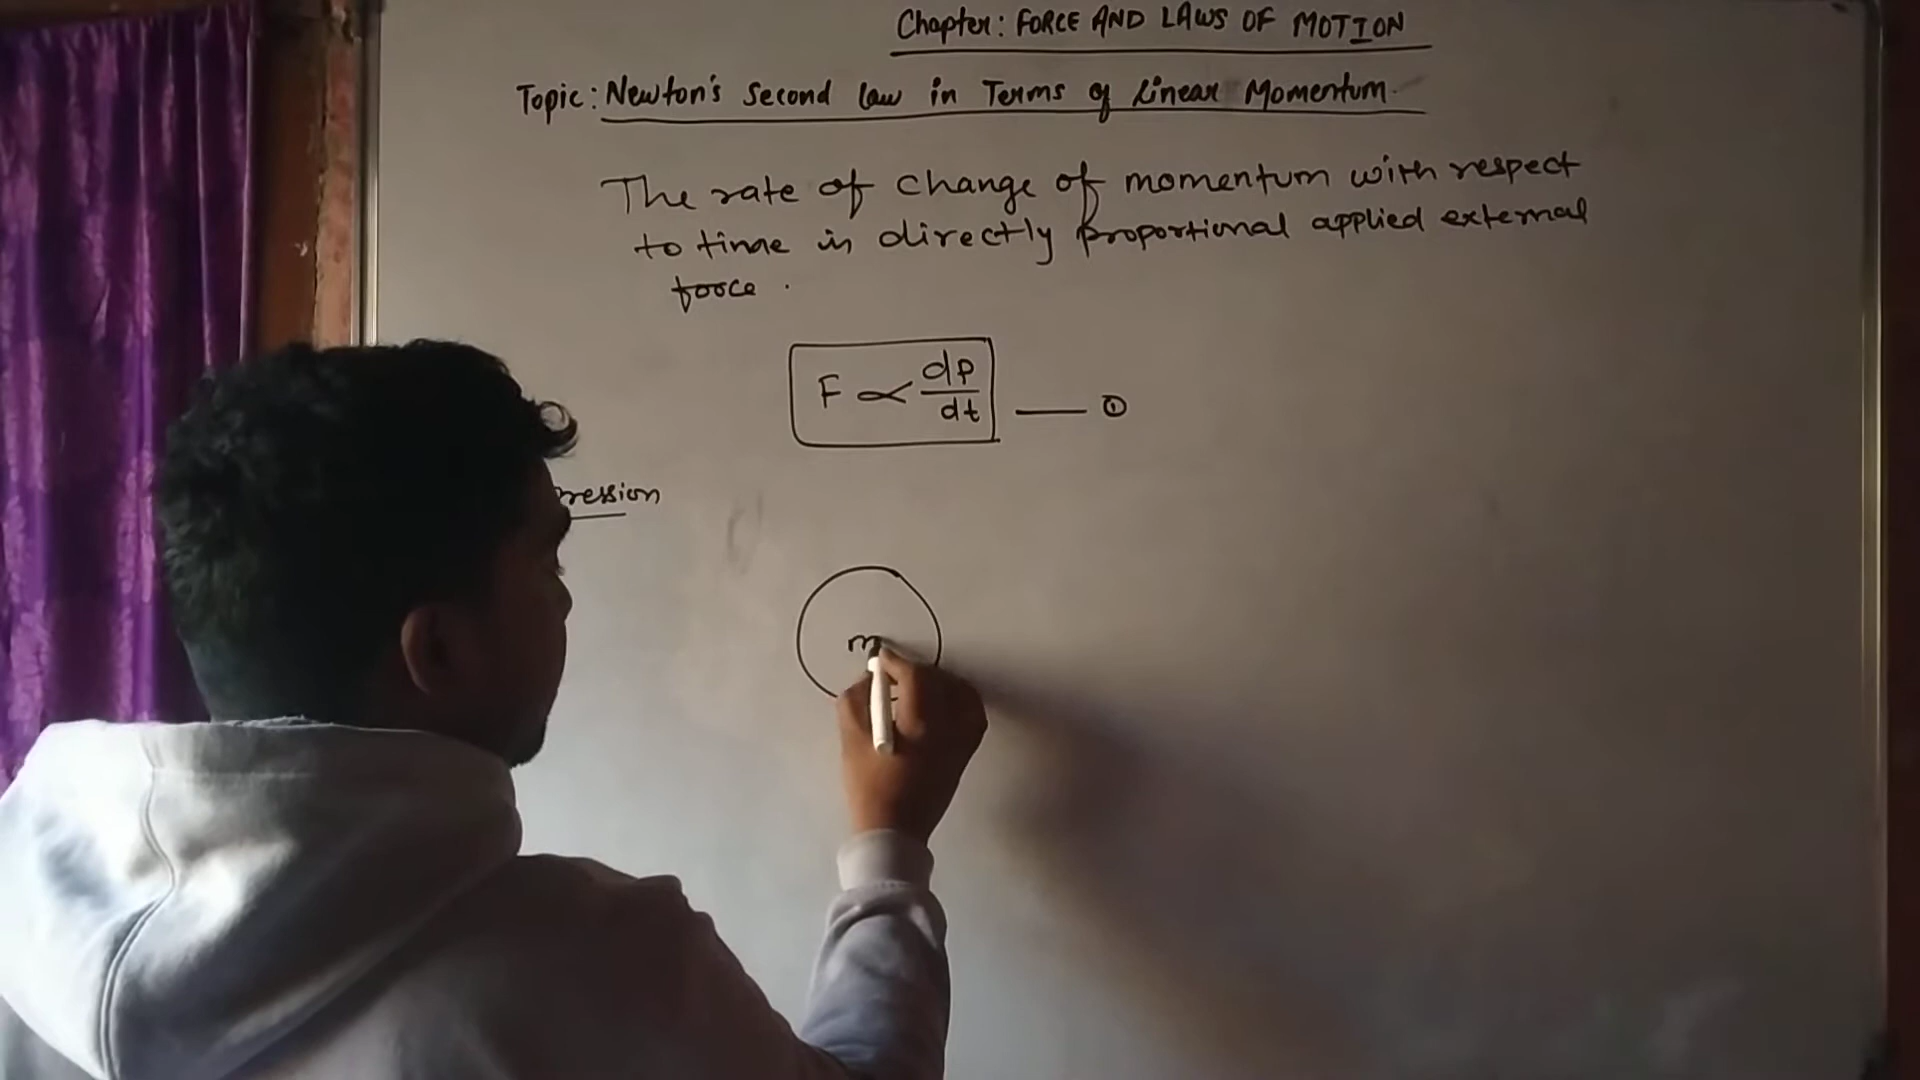 Chapter: FORCE AND LAWS OF MOTION
Topic: Newton's Second law in Terms of Linear Momentum.
The rate of change of momentum with respect
to time is directly proportional applied external
force.
F ∝ dp/dt —— ①
m